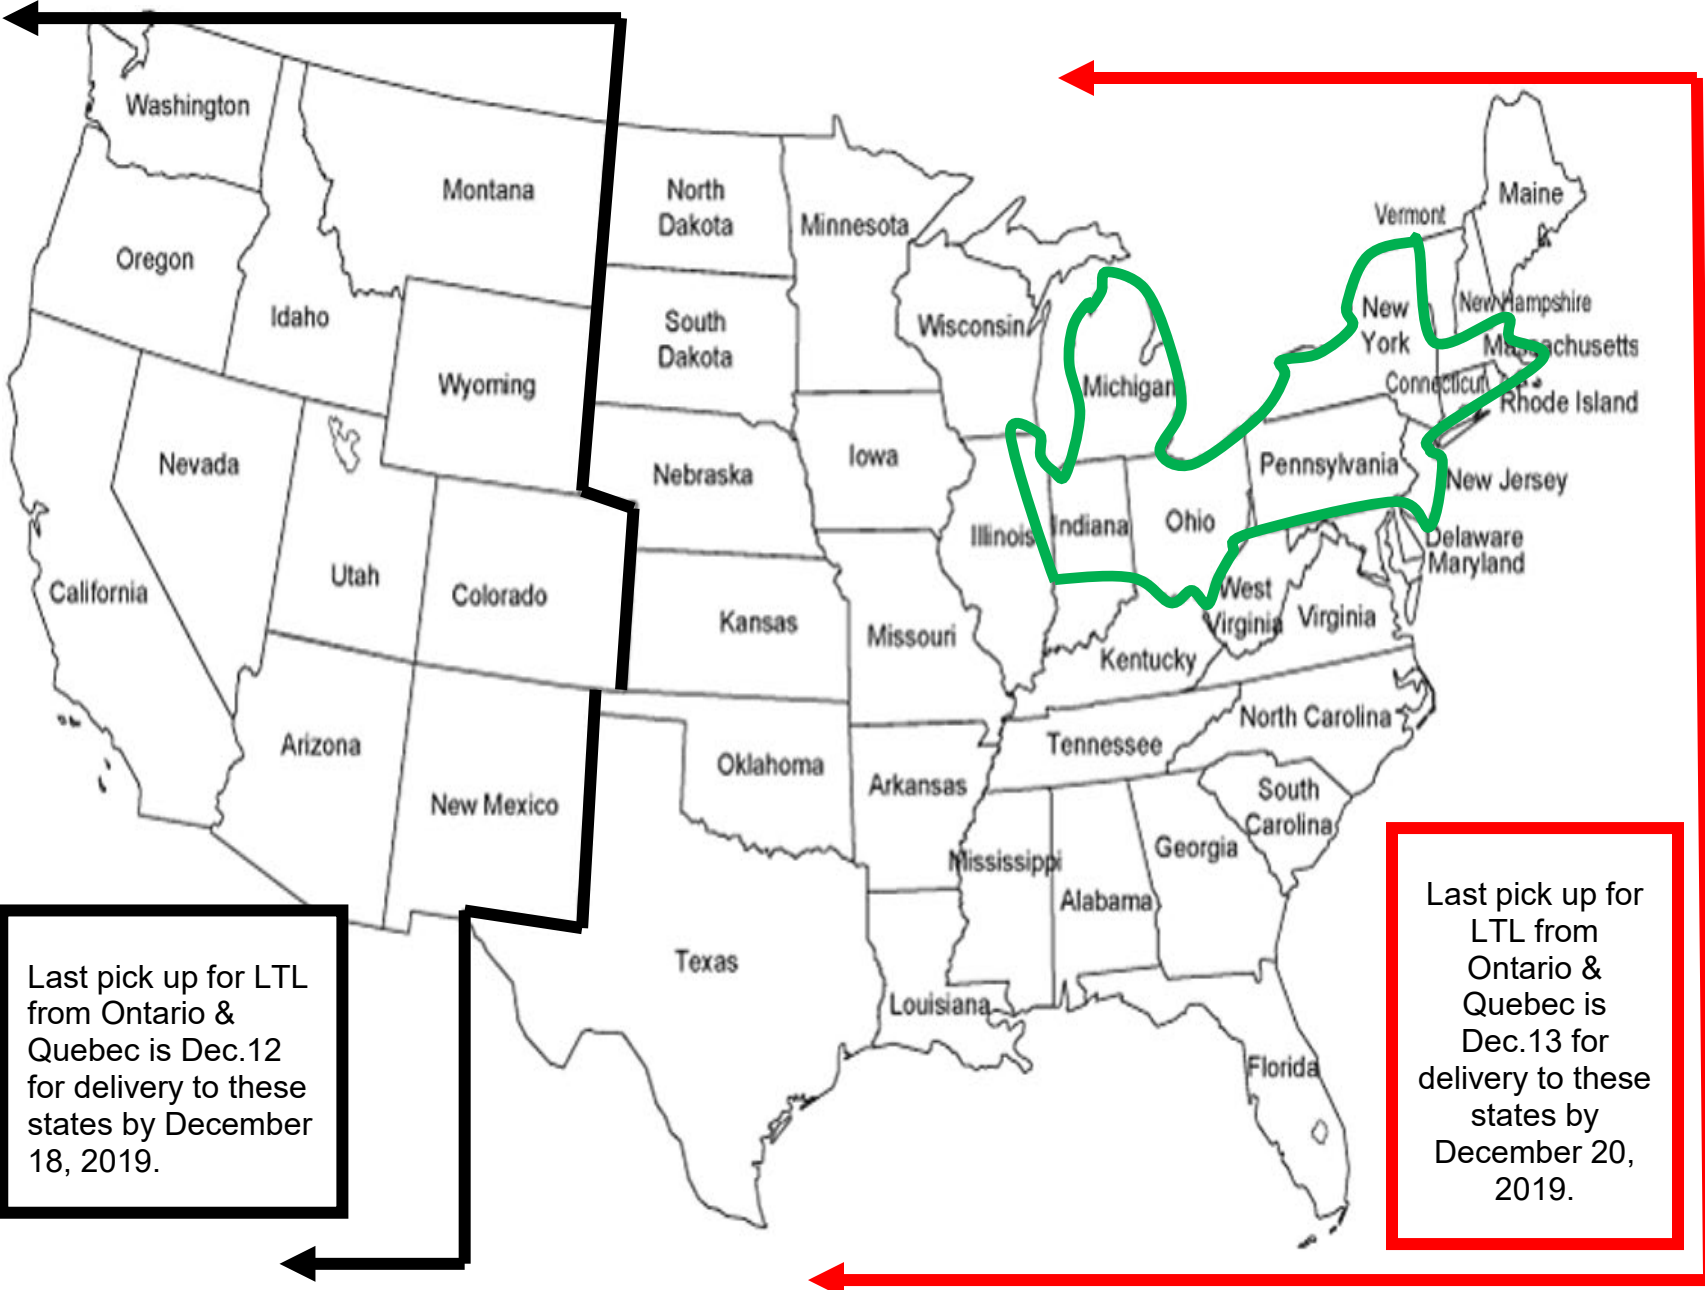 Washington
Montana
North
Dakota
Minnesota
Vermont
Maine
Oregon
Idaho
South
Dakota
Wisconsin
New
York
New Hampshire
Massachusetts
Wyoming
Michigan
Connecticut
Rhode Island
Nevada
Nebraska
Iowa
Pennsylvania
New Jersey
Illinois
Indiana
Ohio
Delaware
Maryland
California
Utah
Colorado
Kansas
Missouri
West
Virginia
Virginia
Kentucky
Arizona
New Mexico
Oklahoma
Arkansas
Tennessee
North Carolina
South
Carolina
Mississippi
Alabama
Georgia
Texas
Louisiana
Florida
Last pick up for LTL
from Ontario &
Quebec is Dec.12
for delivery to these
states by December
18, 2019.
Last pick up for
LTL from
Ontario &
Quebec is
Dec.13 for
delivery to these
states by
December 20,
2019.